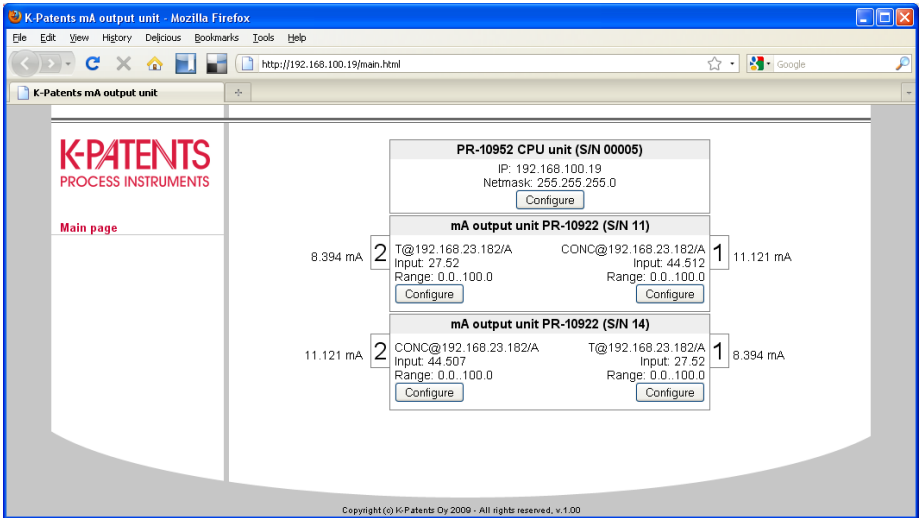 K-Patents mA output unit - Mozilla Firefox
File Edit View History Delicious Bookmarks Tools Help
http://192.168.100.19/main.html
Google
K-Patents mA output unit
K-PATENTS
PROCESS INSTRUMENTS
Main page
PR-10952 CPU unit (S/N 00005)
IP: 192.168.100.19
Netmask: 255.255.255.0
Configure
mA output unit PR-10922 (S/N 11)
8.394 mA 2 T@192.168.23.182/A CONC@192.168.23.182/A 1 11.121 mA
Input: 27.52 Input: 44.512
Range: 0.0..100.0 Range: 0.0..100.0
Configure Configure
mA output unit PR-10922 (S/N 14)
11.121 mA 2 CONC@192.168.23.182/A T@192.168.23.182/A 1 8.394 mA
Input: 44.507 Input: 27.52
Range: 0.0..100.0 Range: 0.0..100.0
Configure Configure
Copyright (c) K-Patents Oy 2009 - All rights reserved, v.1.00